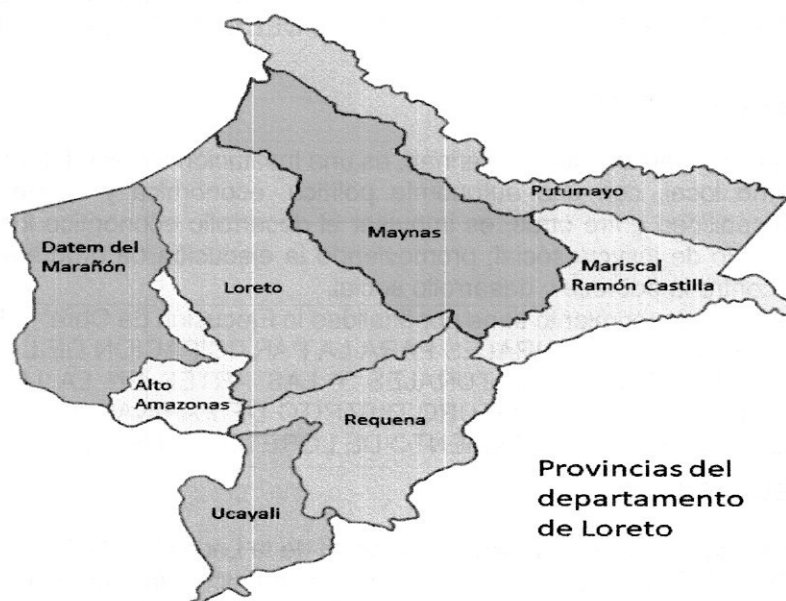 Putumayo
Maynas
Datem del
Marañón
Loreto
Mariscal
Ramón Castilla
Alto
Amazonas
Requena
Ucayali
Provincias del
departamento
de Loreto